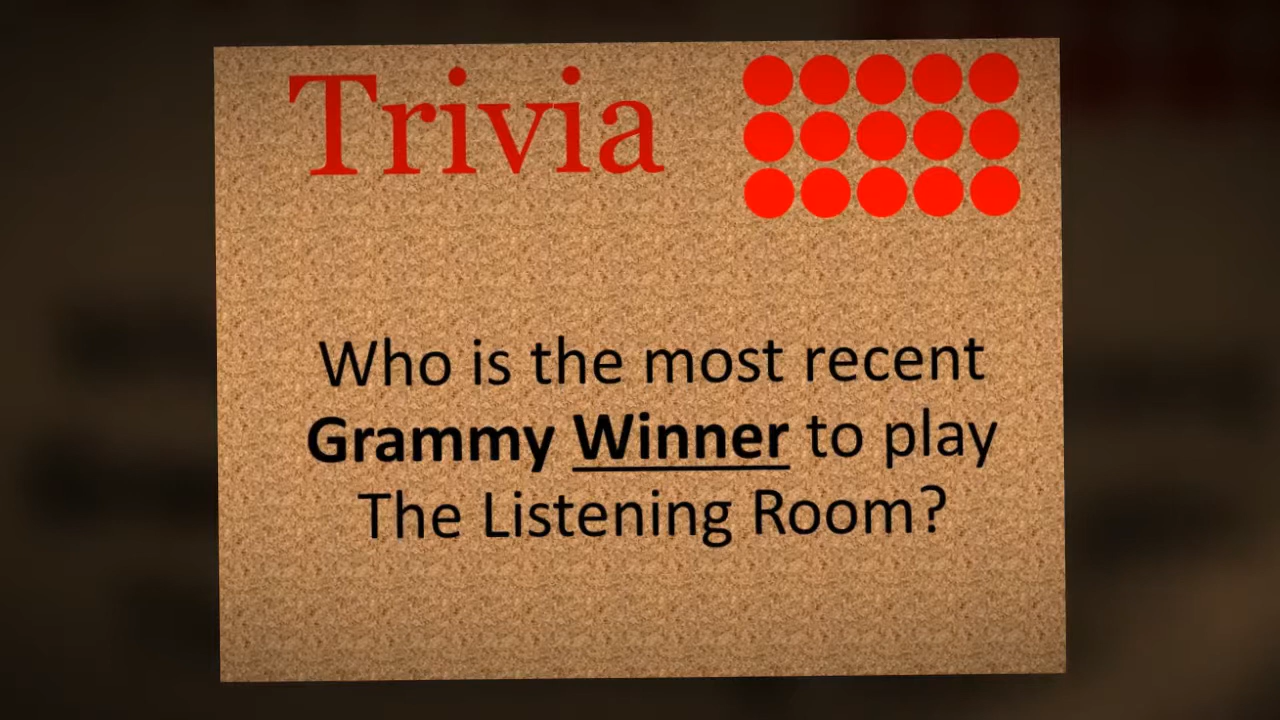 Trivia
Who is the most recent
Grammy Winner to play
The Listening Room?